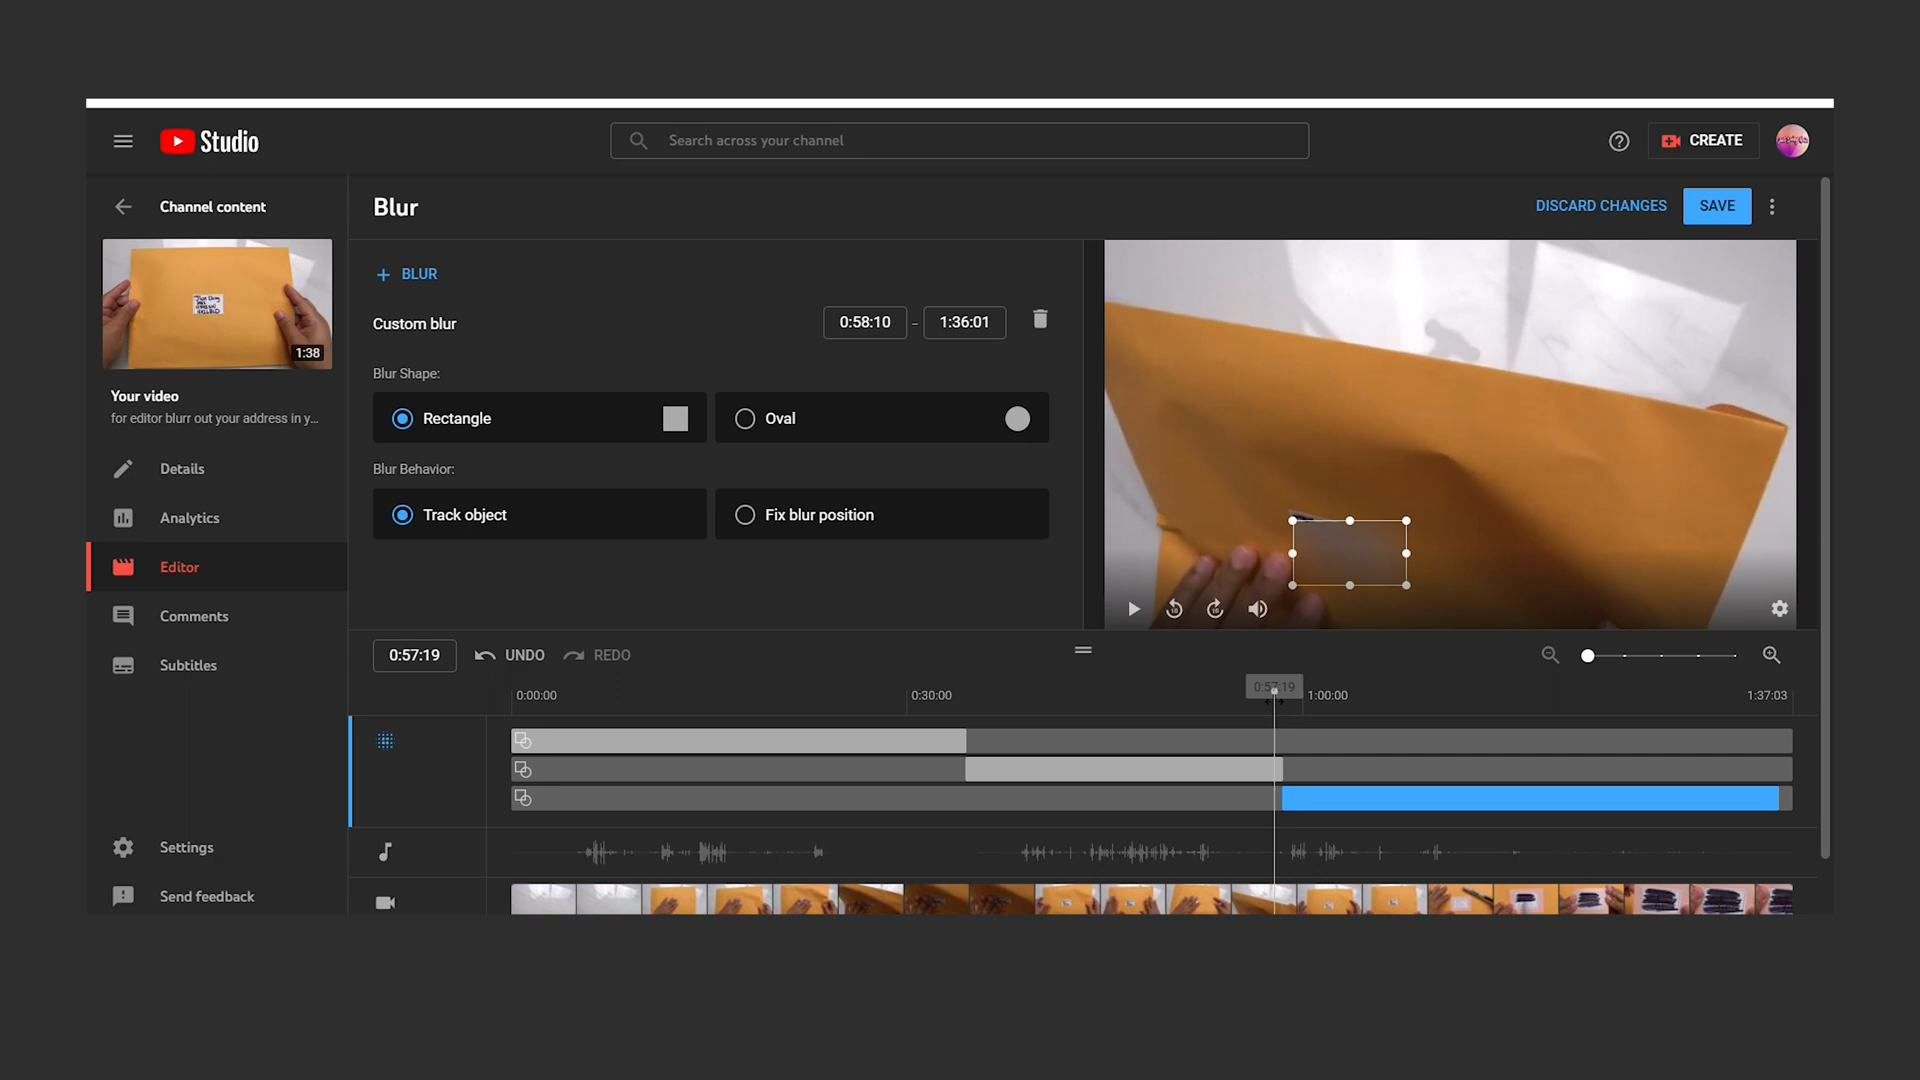 Studio
Search across your channel
CREATE
Channel content
1:38
Your video
for editor blurr out your address in y...
Details
Analytics
Editor
Comments
Subtitles
Settings
Send feedback
Blur
DISCARD CHANGES
SAVE
+ BLUR
Custom blur
0:58:10 - 1:36:01
Blur Shape:
Rectangle
Oval
Blur Behavior:
Track object
Fix blur position
0:57:19
UNDO
REDO
0:00:00
0:30:00
0:57:19
1:00:00
1:37:03